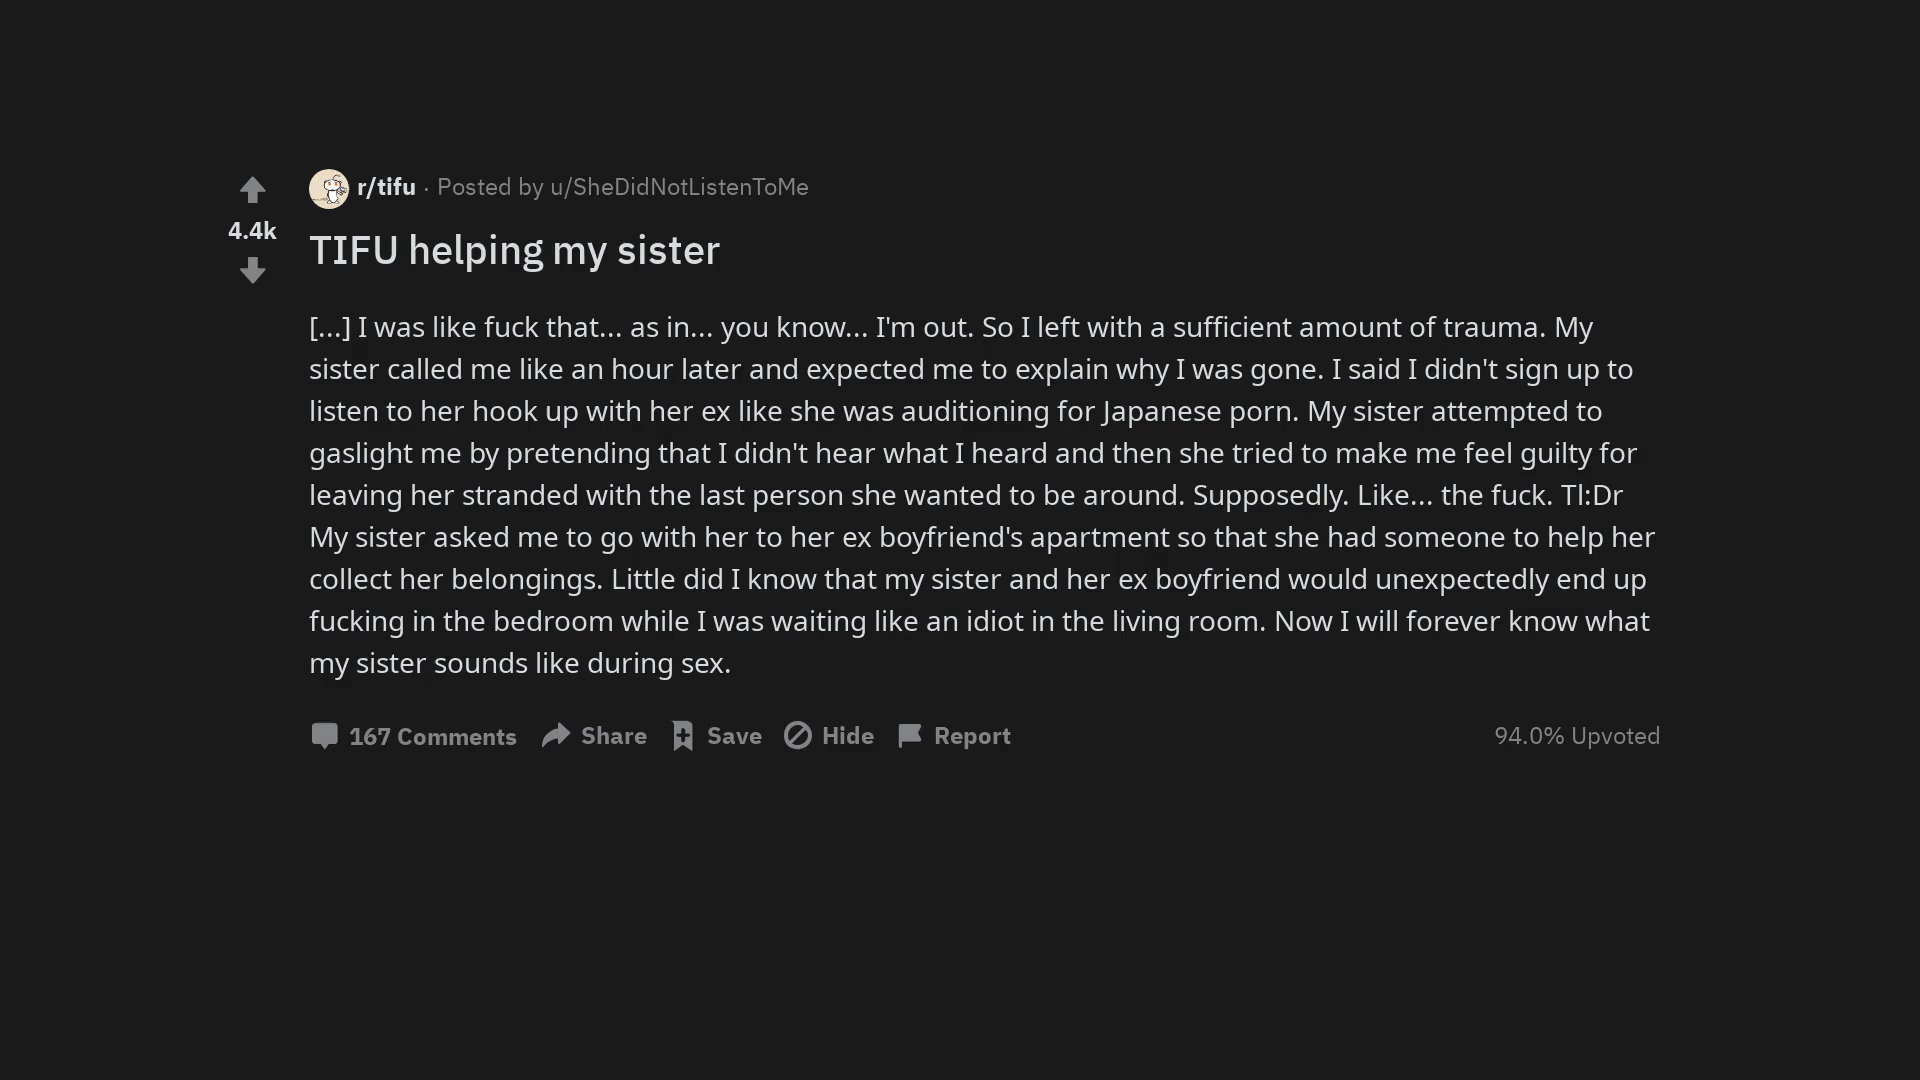 r/tifu · Posted by u/SheDidNotListenToMe
4.4k
TIFU helping my sister
[...] I was like fuck that... as in... you know... I'm out. So I left with a sufficient amount of trauma. My
sister called me like an hour later and expected me to explain why I was gone. I said I didn't sign up to
listen to her hook up with her ex like she was auditioning for Japanese porn. My sister attempted to
gaslight me by pretending that I didn't hear what I heard and then she tried to make me feel guilty for
leaving her stranded with the last person she wanted to be around. Supposedly. Like... the fuck. Tl:Dr
My sister asked me to go with her to her ex boyfriend's apartment so that she had someone to help her
collect her belongings. Little did I know that my sister and her ex boyfriend would unexpectedly end up
fucking in the bedroom while I was waiting like an idiot in the living room. Now I will forever know what
my sister sounds like during sex.
167 Comments Share Save Hide Report 94.0% Upvoted